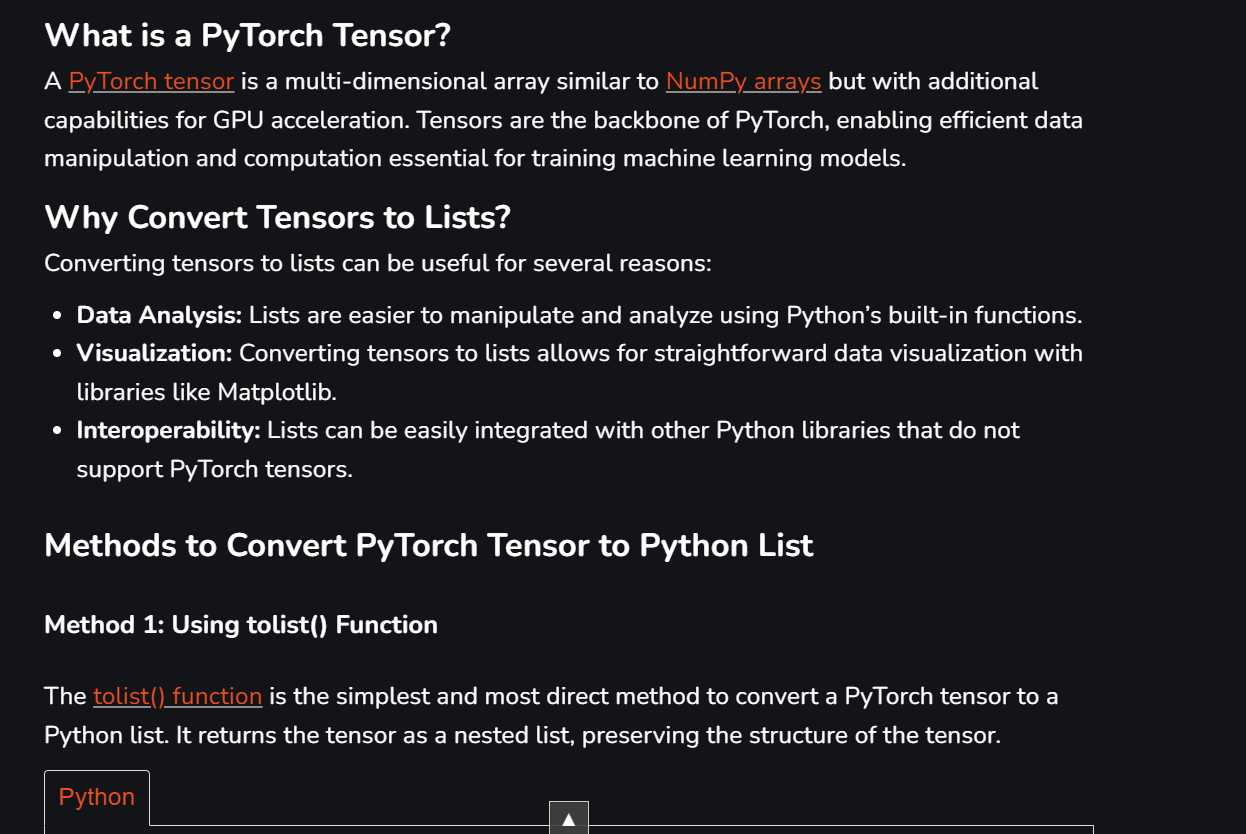 What is a PyTorch Tensor?
A PyTorch tensor is a multi-dimensional array similar to NumPy arrays but with additional
capabilities for GPU acceleration. Tensors are the backbone of PyTorch, enabling efficient data
manipulation and computation essential for training machine learning models.
Why Convert Tensors to Lists?
Converting tensors to lists can be useful for several reasons:
• Data Analysis: Lists are easier to manipulate and analyze using Python’s built-in functions.
• Visualization: Converting tensors to lists allows for straightforward data visualization with
libraries like Matplotlib.
• Interoperability: Lists can be easily integrated with other Python libraries that do not
support PyTorch tensors.
Methods to Convert PyTorch Tensor to Python List
Method 1: Using tolist() Function
The tolist() function is the simplest and most direct method to convert a PyTorch tensor to a
Python list. It returns the tensor as a nested list, preserving the structure of the tensor.
Python